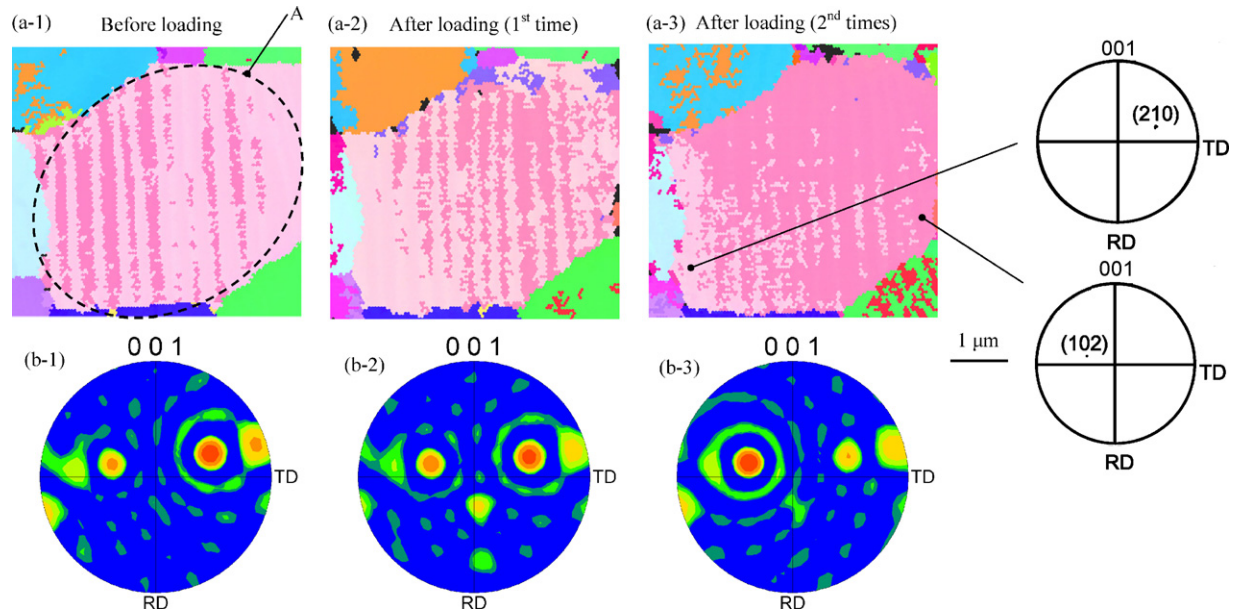 (a-1) Before loading A
(a-2) After loading (1st time)
(a-3) After loading (2nd times)
001
(210)
TD
RD
001
(102)
TD
RD
1 μm
(b-1) 0 0 1
TD
RD
(b-2) 0 0 1
TD
RD
(b-3) 0 0 1
TD
RD